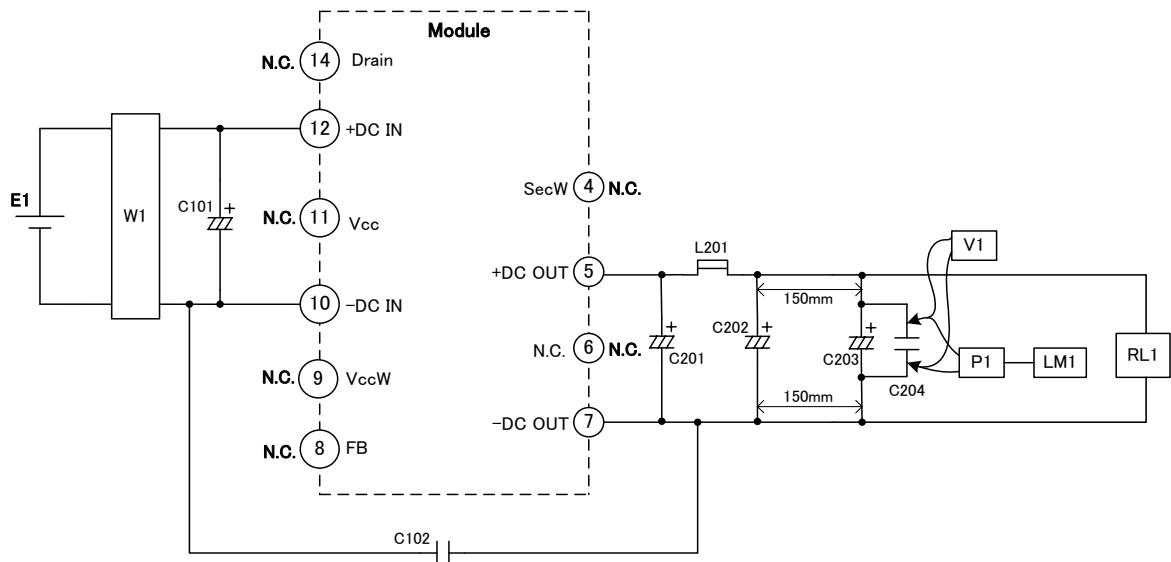 Module
N.C. 14 Drain
12 +DC IN
E1
W1
C101 +
N.C. 11 Vcc
10 -DC IN
N.C. 9 VccW
N.C. 8 FB
SecW 4 N.C.
+DC OUT 5
N.C. 6 N.C.
-DC OUT 7
L201
C201 +
C202 +
150mm
150mm
C203 +
C204
V1
P1
LM1
RL1
C102